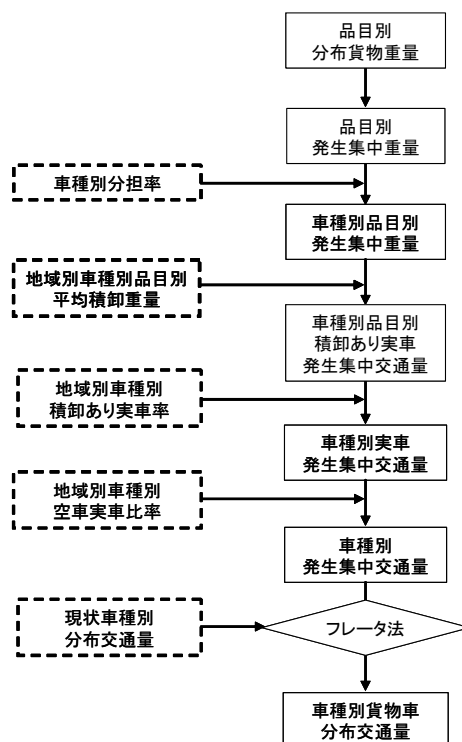 品目別
分布貨物重量
品目別
発生集中重量
車種別分担率
車種別品目別
発生集中重量
地域別車種別品目別
平均積卸重量
車種別品目別
積卸あり実車
発生集中交通量
地域別車種別
積卸あり実車率
車種別実車
発生集中交通量
地域別車種別
空車実車比率
車種別
発生集中交通量
現状車種別
分布交通量
フレータ法
車種別貨物車
分布交通量